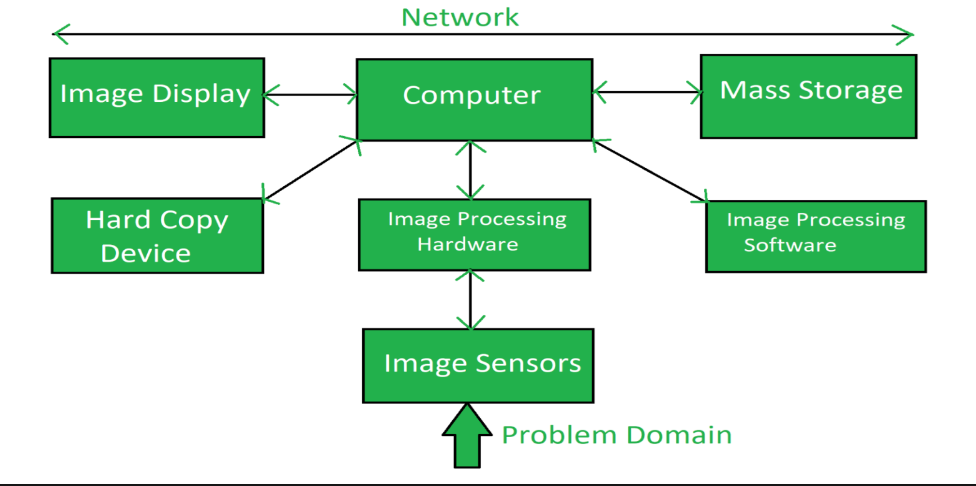 Network
Image Display
Computer
Mass Storage
Hard Copy
Device
Image Processing
Hardware
Image Processing
Software
Image Sensors
Problem Domain